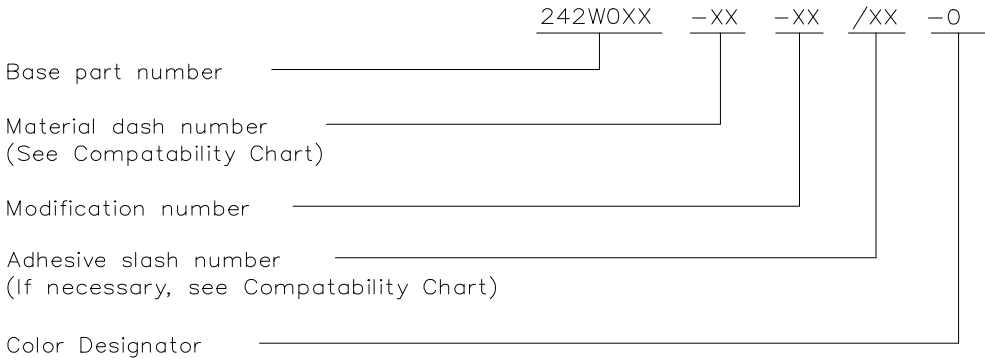 242W0XX -XX -XX /XX -0
Base part number
Material dash number
(See Compatability Chart)
Modification number
Adhesive slash number
(If necessary, see Compatability Chart)
Color Designator